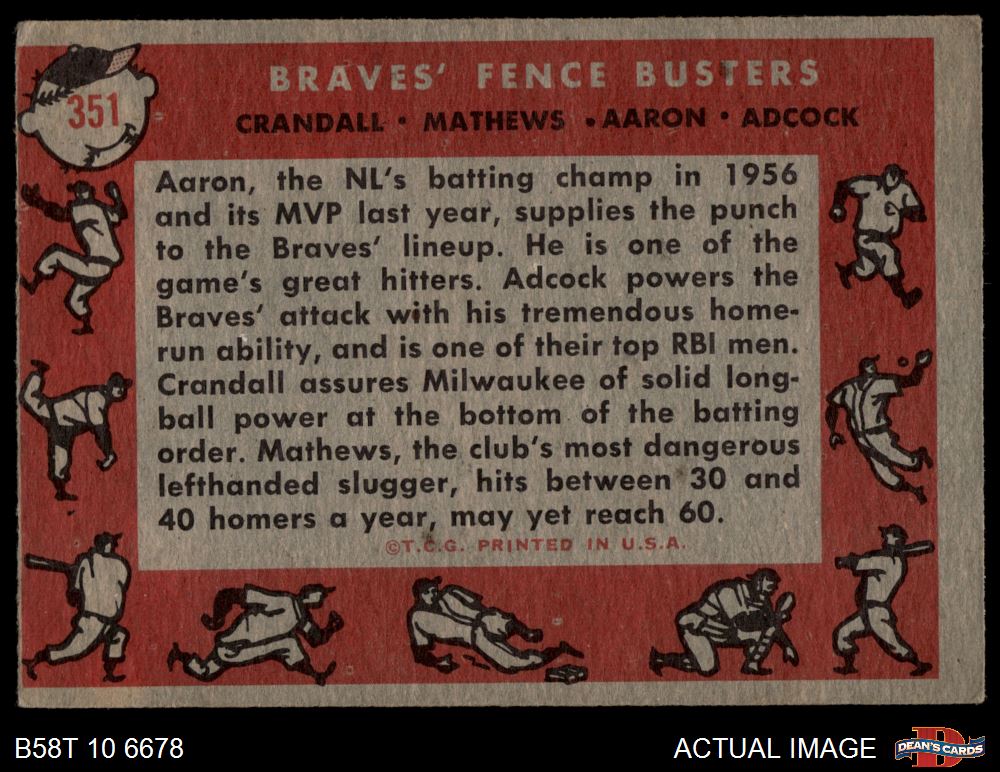 351
BRAVES' FENCE BUSTERS
CRANDALL • MATHEWS • AARON • ADCOCK
Aaron, the NL's batting champ in 1956
and its MVP last year, supplies the punch
to the Braves' lineup. He is one of the
game's great hitters. Adcock powers the
Braves' attack with his tremendous home-
run ability, and is one of their top RBI men.
Crandall assures Milwaukee of solid long-
ball power at the bottom of the batting
order. Mathews, the club's most dangerous
lefthanded slugger, hits between 30 and
40 homers a year, may yet reach 60.
©T.C.G. PRINTED IN U.S.A.
B58T 10 6678
ACTUAL IMAGE
D
DEAN'S CARDS